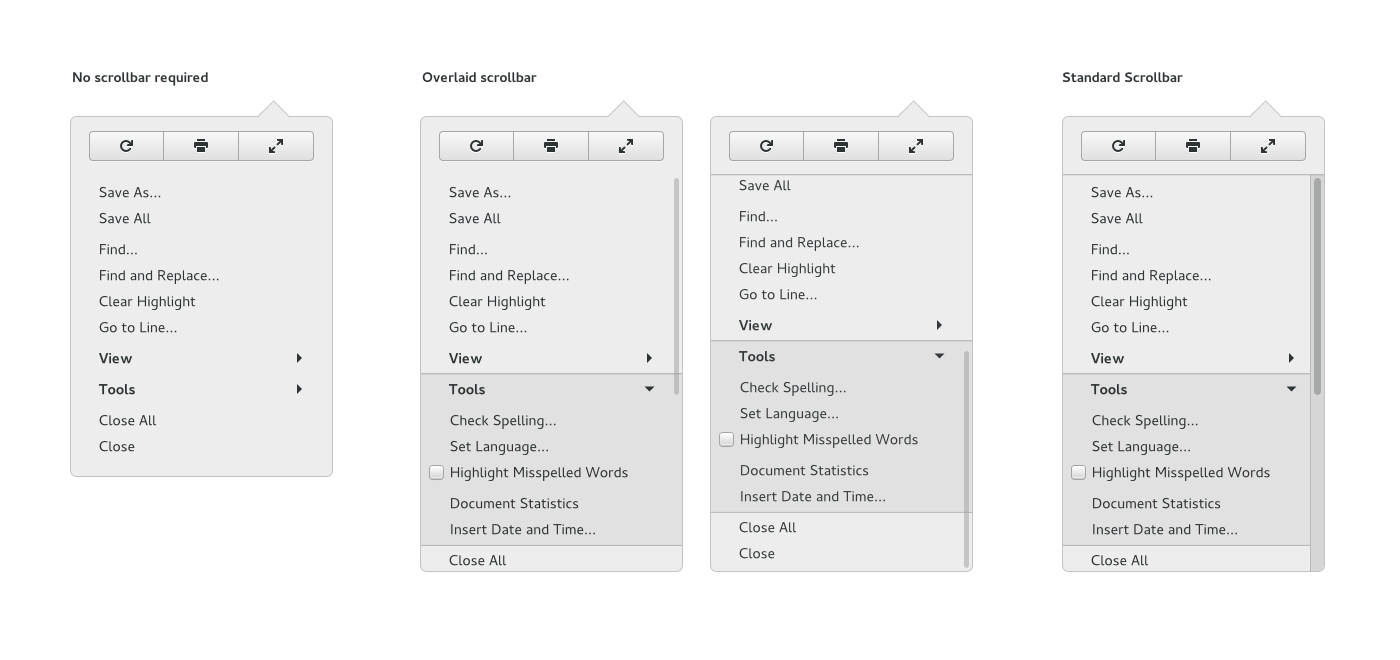 No scrollbar required
Save As...
Save All
Find...
Find and Replace...
Clear Highlight
Go to Line...
View
Tools
Close All
Close
Overlaid scrollbar
Save As...
Save All
Find...
Find and Replace...
Clear Highlight
Go to Line...
View
Tools
Check Spelling...
Set Language...
Highlight Misspelled Words
Document Statistics
Insert Date and Time...
Close All
Save All
Find...
Find and Replace...
Clear Highlight
Go to Line...
View
Tools
Check Spelling...
Set Language...
Highlight Misspelled Words
Document Statistics
Insert Date and Time...
Close All
Close
Standard Scrollbar
Save As...
Save All
Find...
Find and Replace...
Clear Highlight
Go to Line...
View
Tools
Check Spelling...
Set Language...
Highlight Misspelled Words
Document Statistics
Insert Date and Time...
Close All